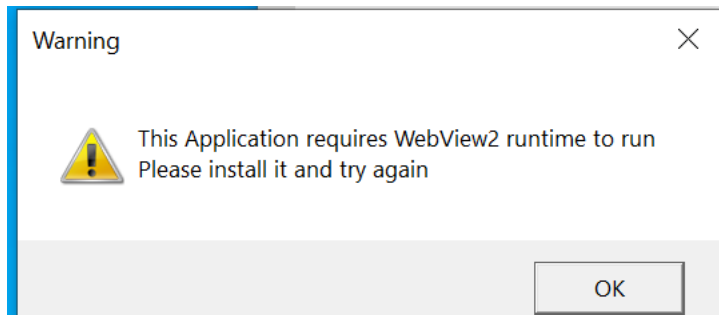 Warning
This Application requires WebView2 runtime to run
Please install it and try again
OK